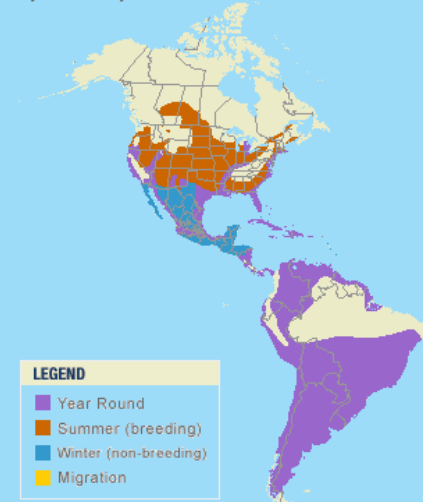 LEGEND
Year Round
Summer (breeding)
Winter (non-breeding)
Migration